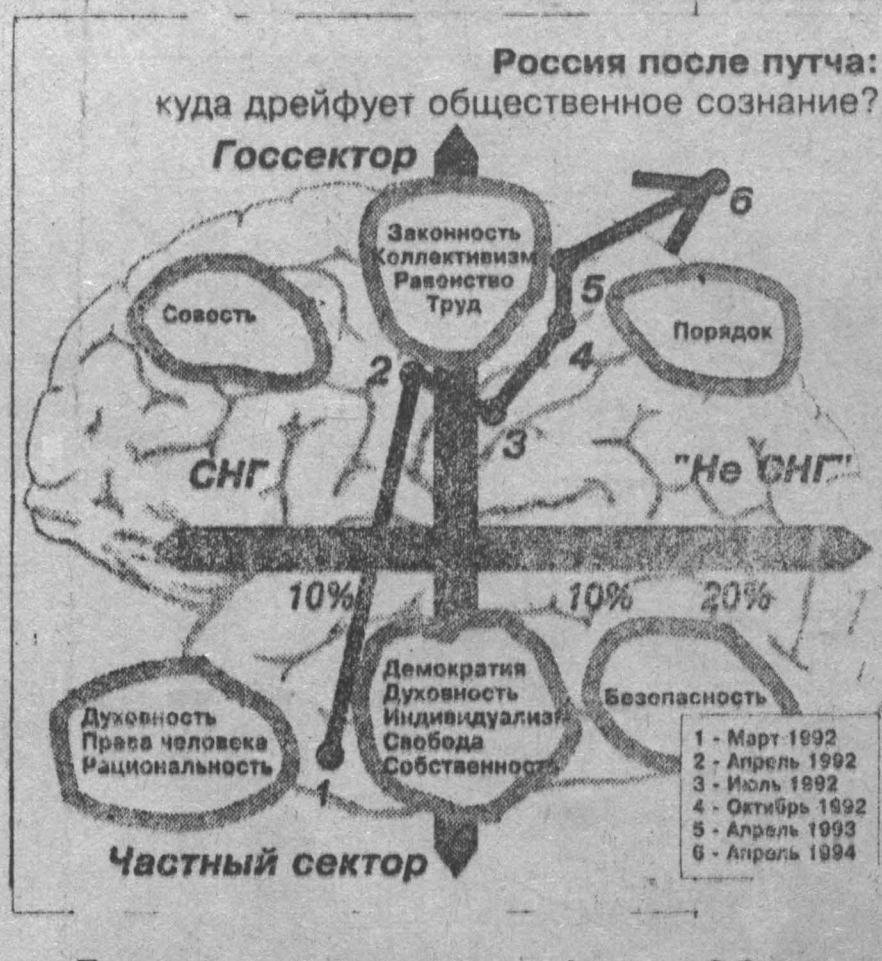 Россия после путча:
куда дрейфует общественное сознание?
Госсектор
Законность
Коллективизм
Равенство
Труд
Совесть
Порядок
6
5
4
2
3
СНГ
"Не СНГ"
10%
10%
20%
Духовность
Права человека
Рациональность
1
Демократия
Духовность
Индивидуализм
Свобода
Собственность
Безопасность
1 - Март 1992
2 - Апрель 1992
3 - Июль 1992
4 - Октябрь 1992
5 - Апрель 1993
6 - Апрель 1994
Частный сектор